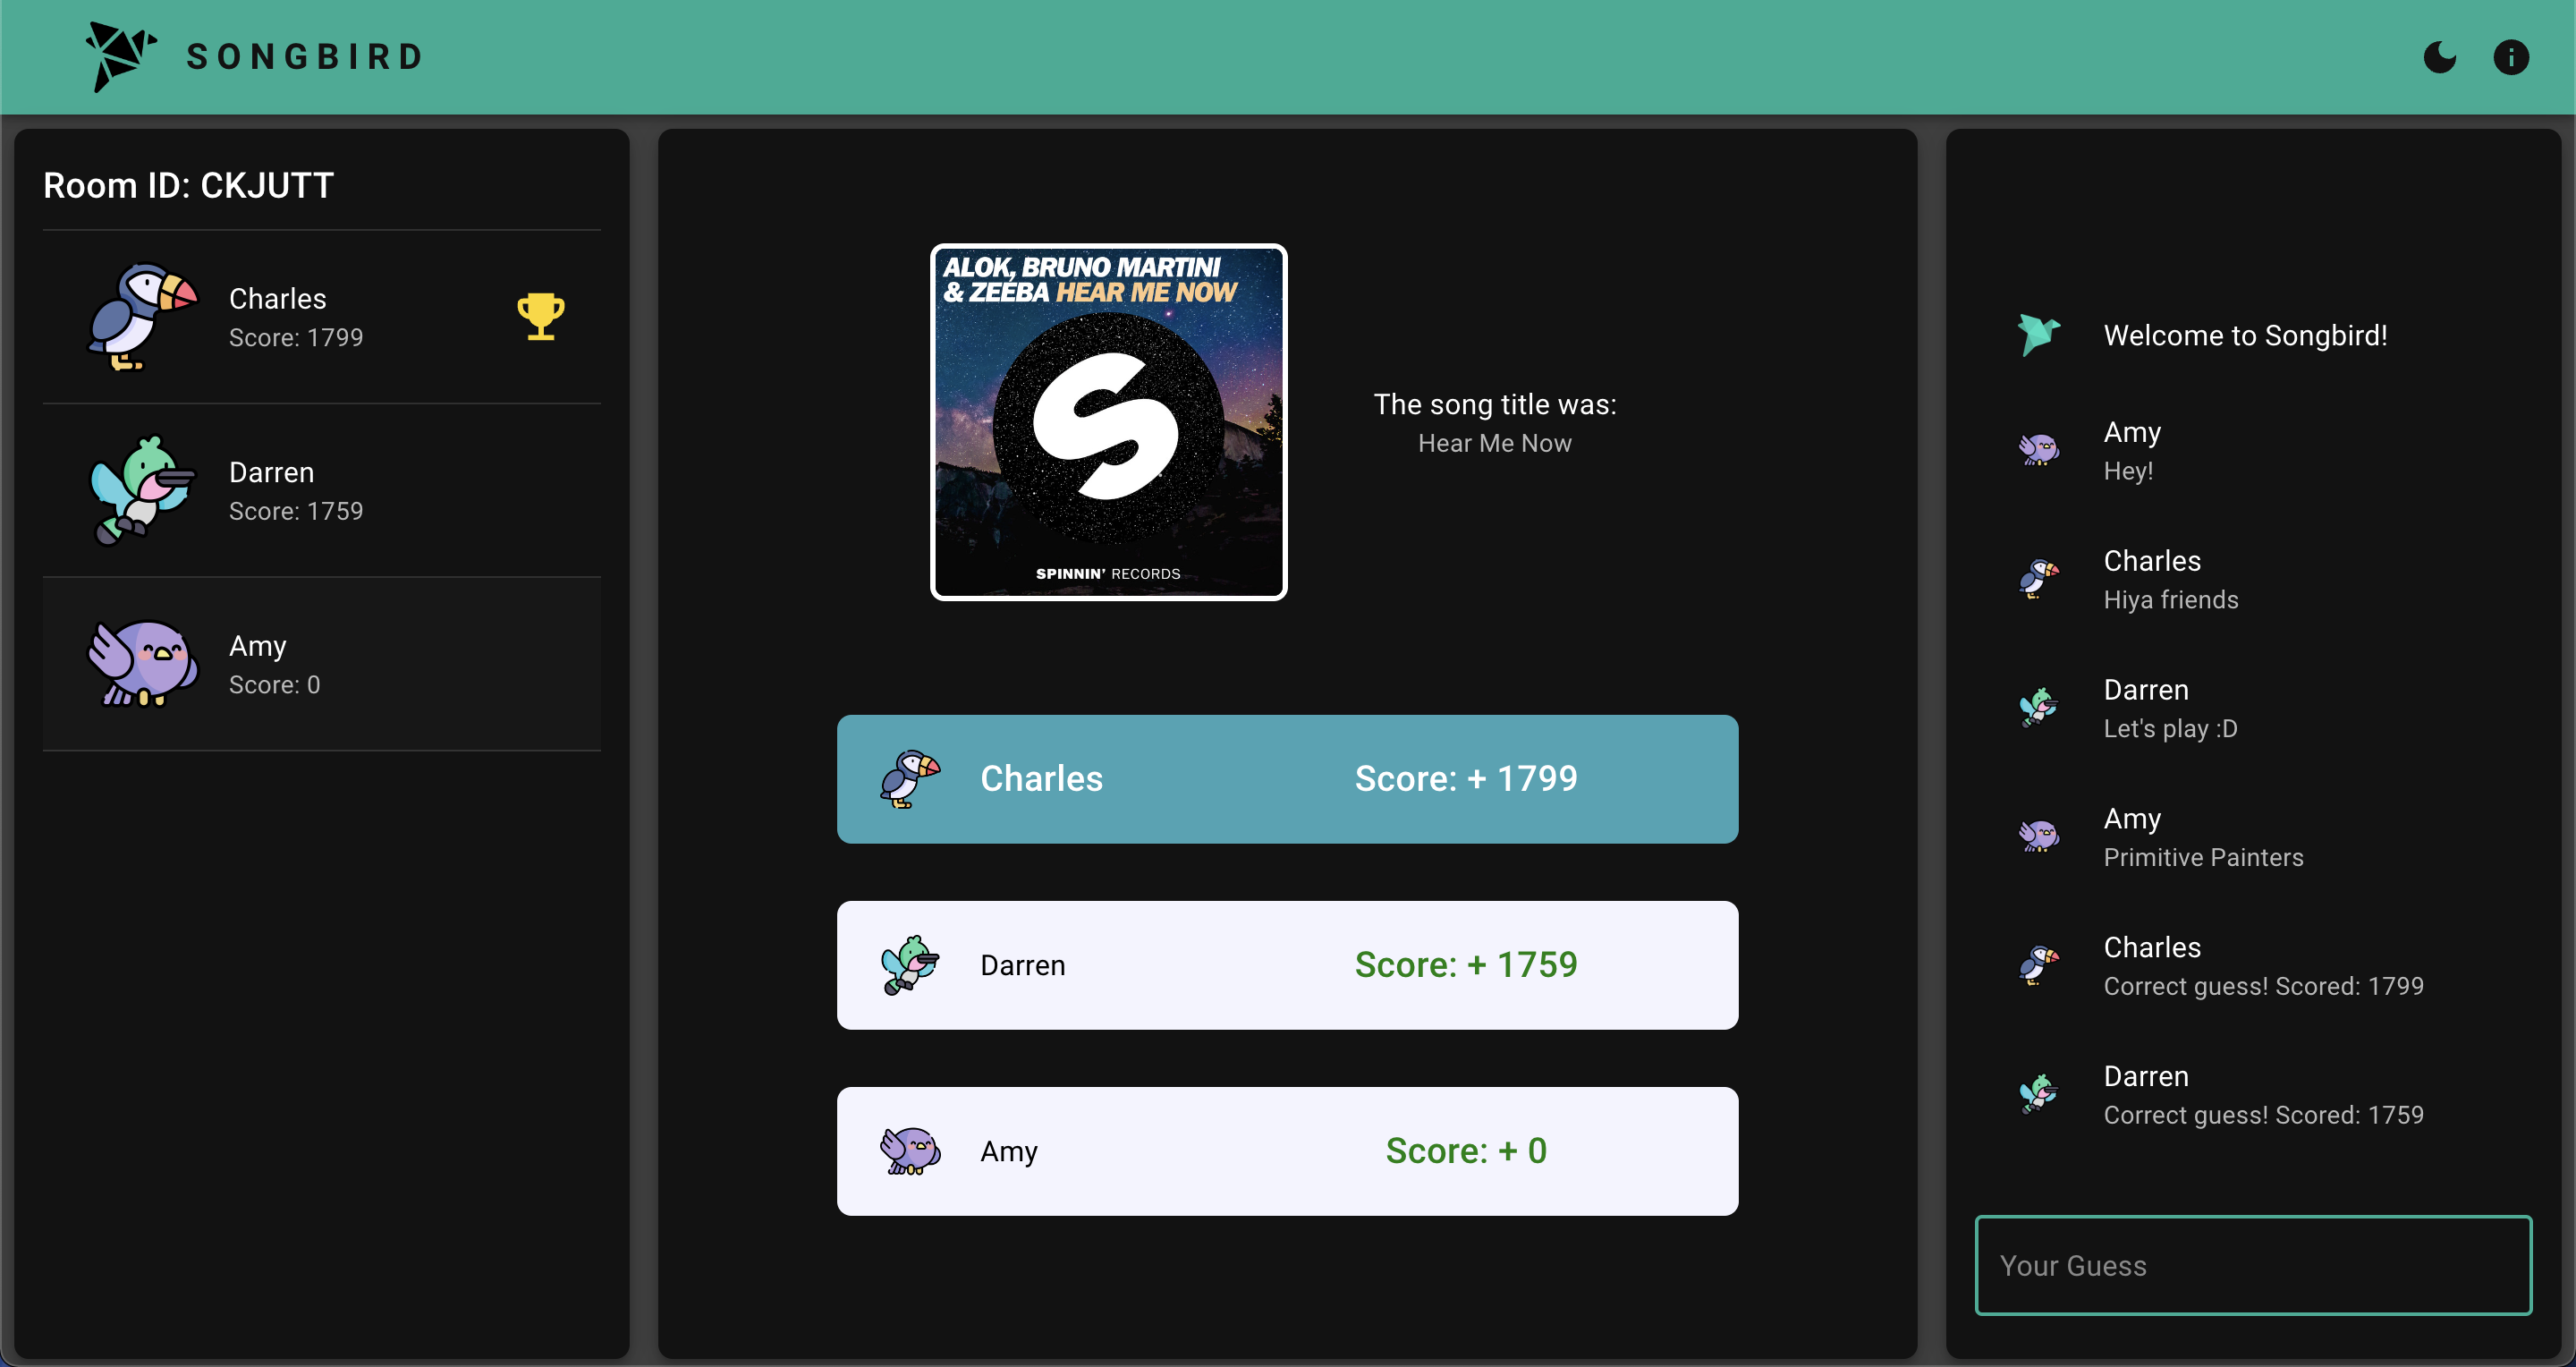 SONGBIRD
Room ID: CKJUTT
Charles
Score: 1799
Darren
Score: 1759
Amy
Score: 0
ALOK, BRUNO MARTINI
& ZEEBA HEAR ME NOW
SPINNIN' RECORDS
The song title was:
Hear Me Now
Charles
Score: + 1799
Darren
Score: + 1759
Amy
Score: + 0
Welcome to Songbird!
Amy
Hey!
Charles
Hiya friends
Darren
Let's play :D
Amy
Primitive Painters
Charles
Correct guess! Scored: 1799
Darren
Correct guess! Scored: 1759
Your Guess